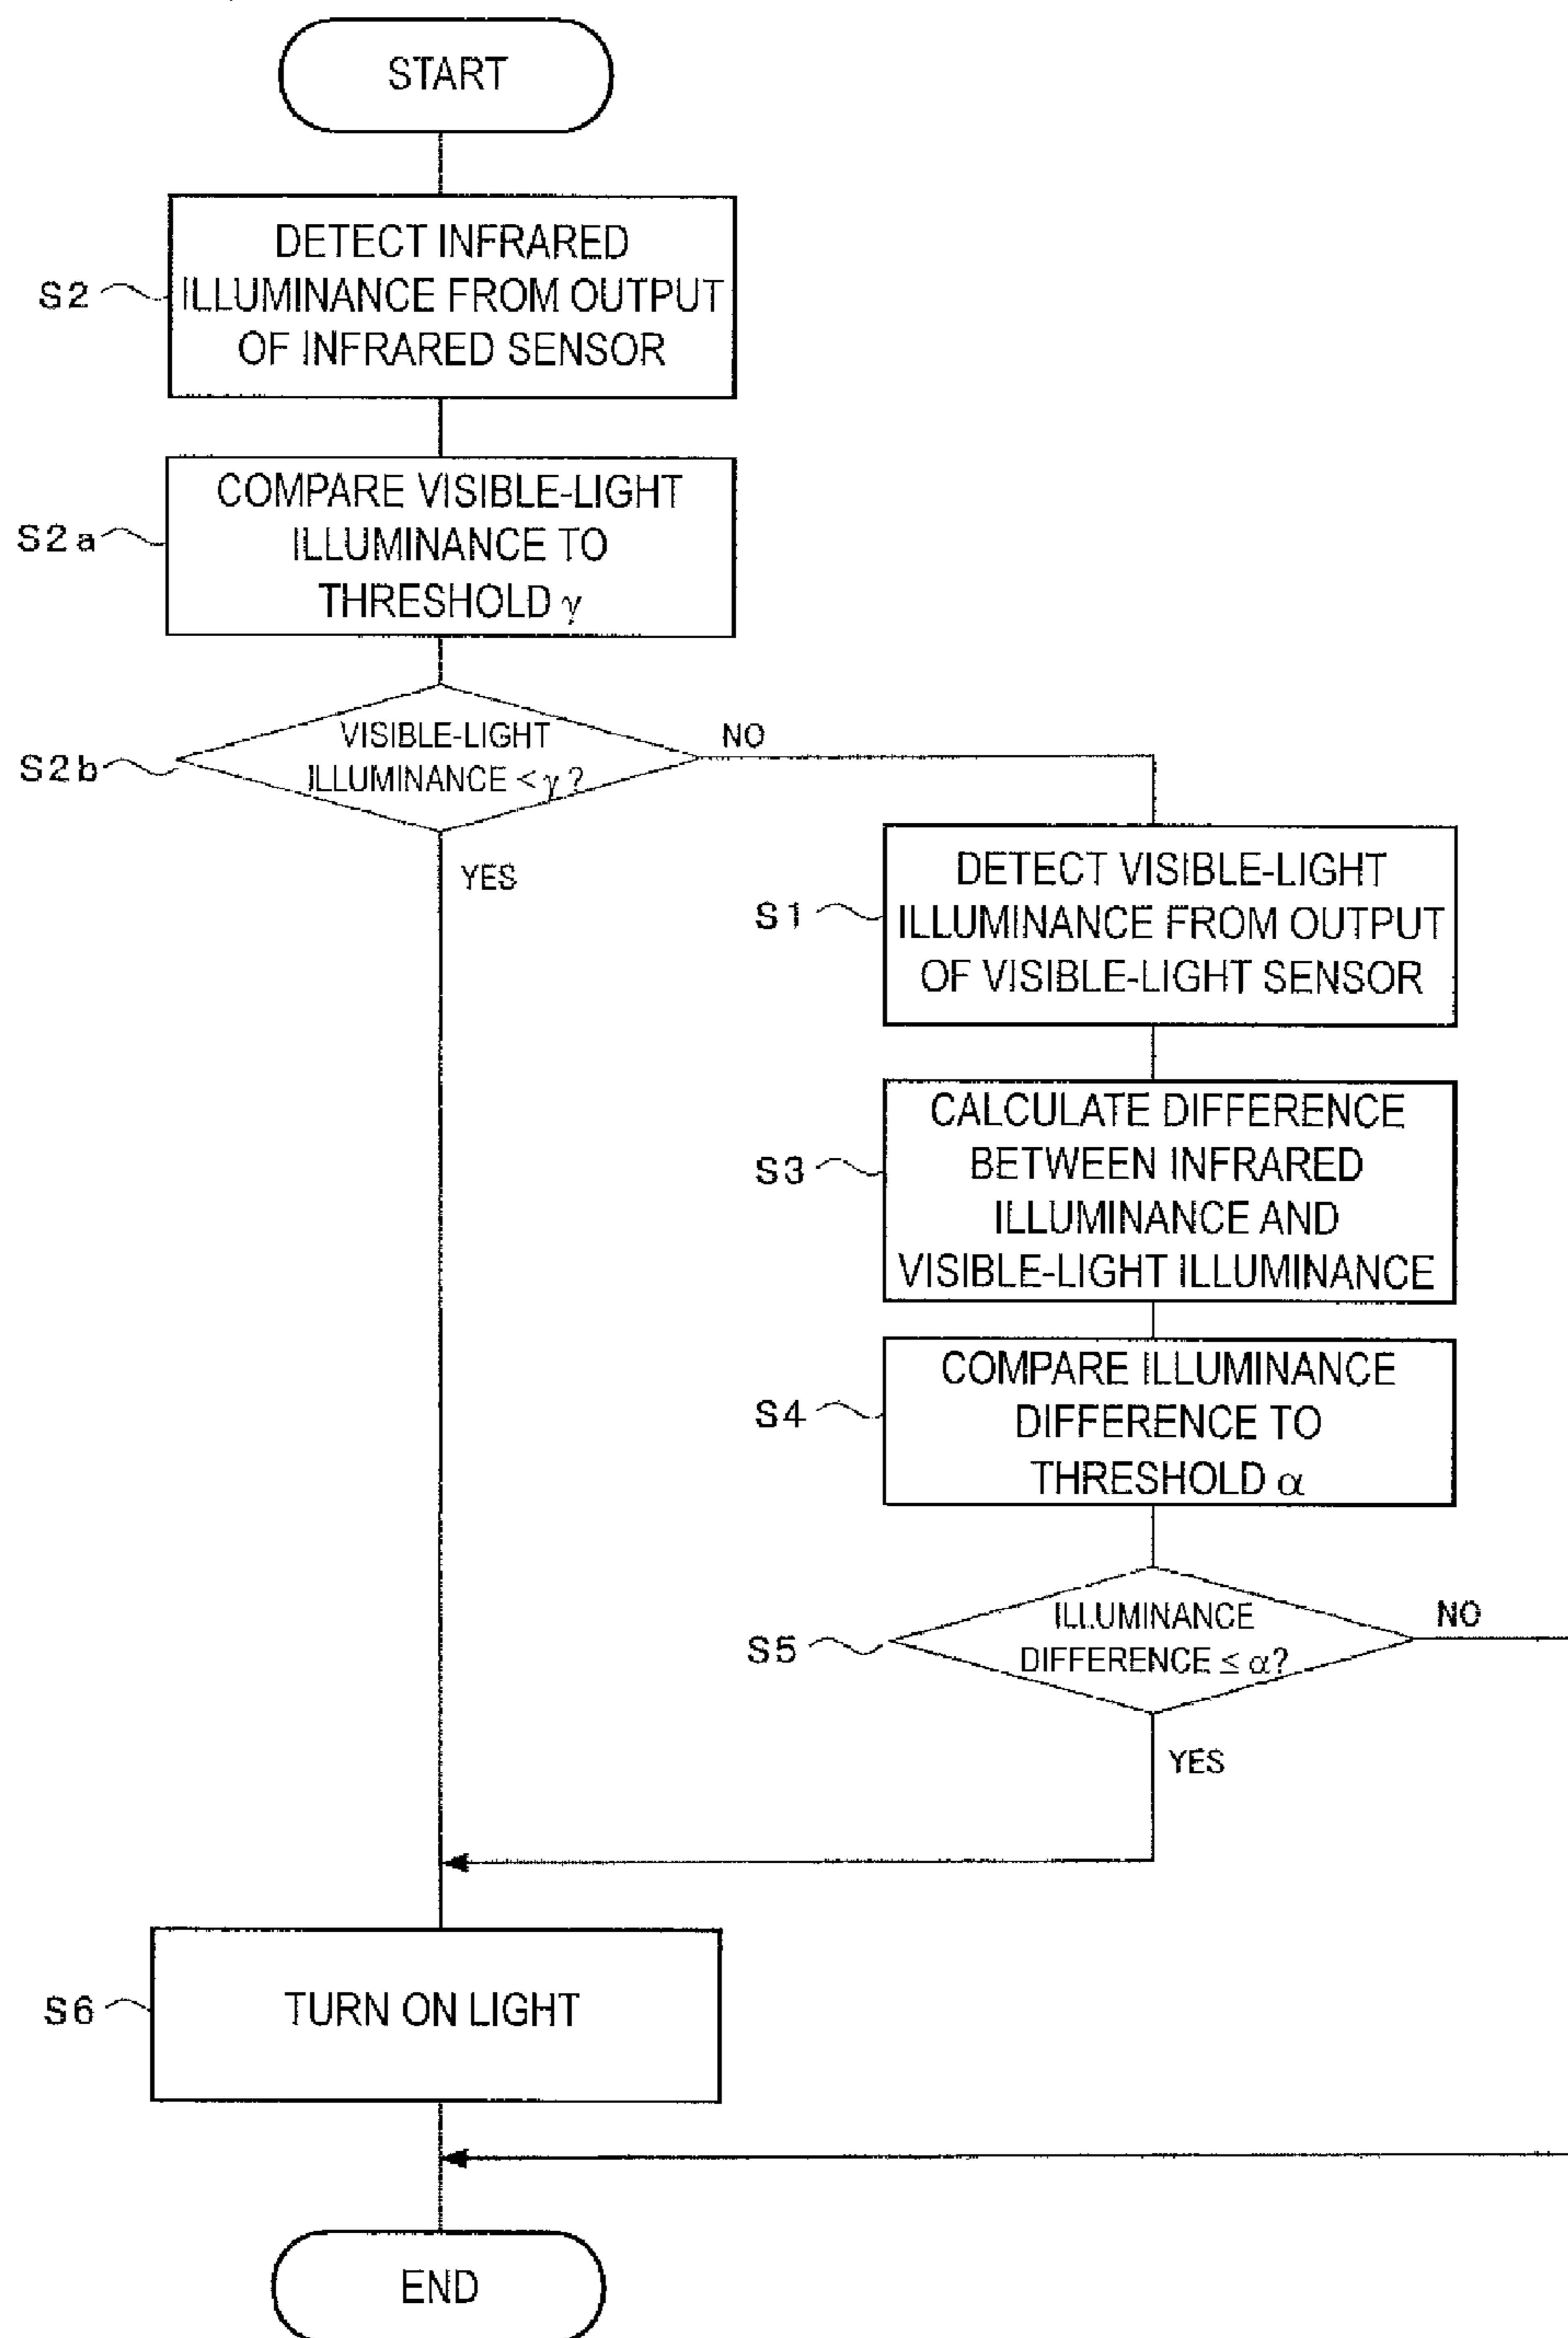 START
S2
DETECT INFRARED
ILLUMINANCE FROM OUTPUT
OF INFRARED SENSOR
S2a
COMPARE VISIBLE-LIGHT
ILLUMINANCE TO
THRESHOLD γ
S2b
VISIBLE-LIGHT
ILLUMINANCE < γ ?
NO
YES
S1
DETECT VISIBLE-LIGHT
ILLUMINANCE FROM OUTPUT
OF VISIBLE-LIGHT SENSOR
S3
CALCULATE DIFFERENCE
BETWEEN INFRARED
ILLUMINANCE AND
VISIBLE-LIGHT ILLUMINANCE
S4
COMPARE ILLUMINANCE
DIFFERENCE TO
THRESHOLD α
S5
ILLUMINANCE
DIFFERENCE ≤ α?
NO
YES
S6
TURN ON LIGHT
END